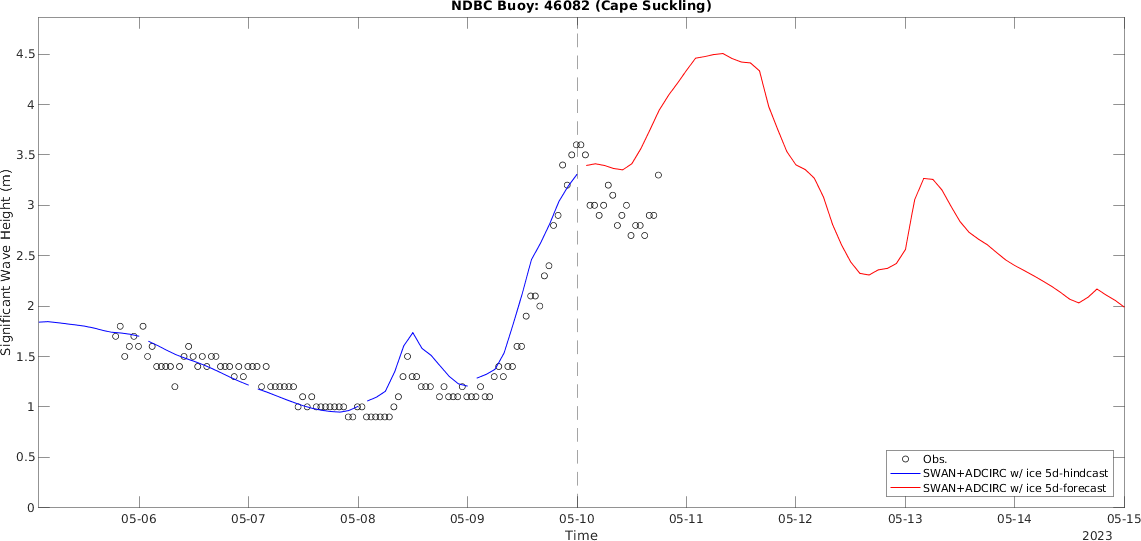 NDBC Buoy: 46082 (Cape Suckling)
Significant Wave Height (m)
4.5
4
3.5
3
2.5
2
1.5
1
0.5
0
05-06 05-07 05-08 05-09 05-10 05-11 05-12 05-13 05-14 05-15
Time
2023
Obs.
SWAN+ADCIRC w/ ice 5d-hindcast
SWAN+ADCIRC w/ ice 5d-forecast